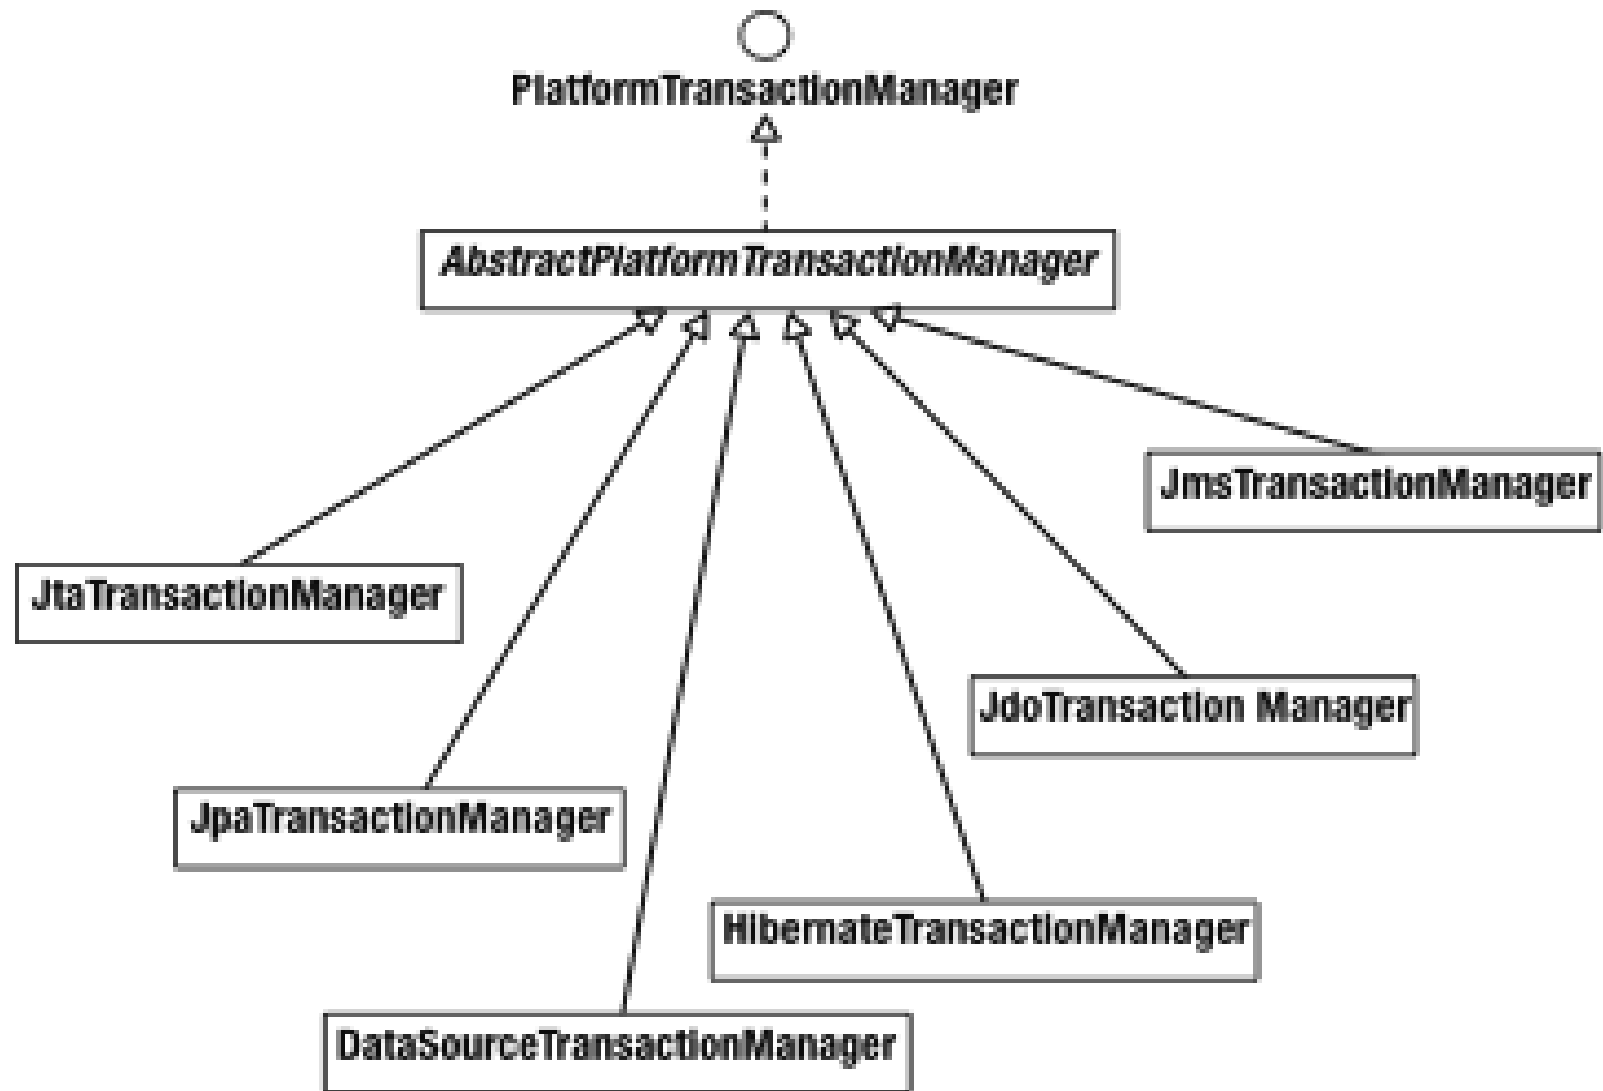 PlatformTransactionManager
AbstractPlatformTransactionManager
JmsTransactionManager
JtaTransactionManager
JdoTransaction Manager
JpaTransactionManager
HibernateTransactionManager
DataSourceTransactionManager